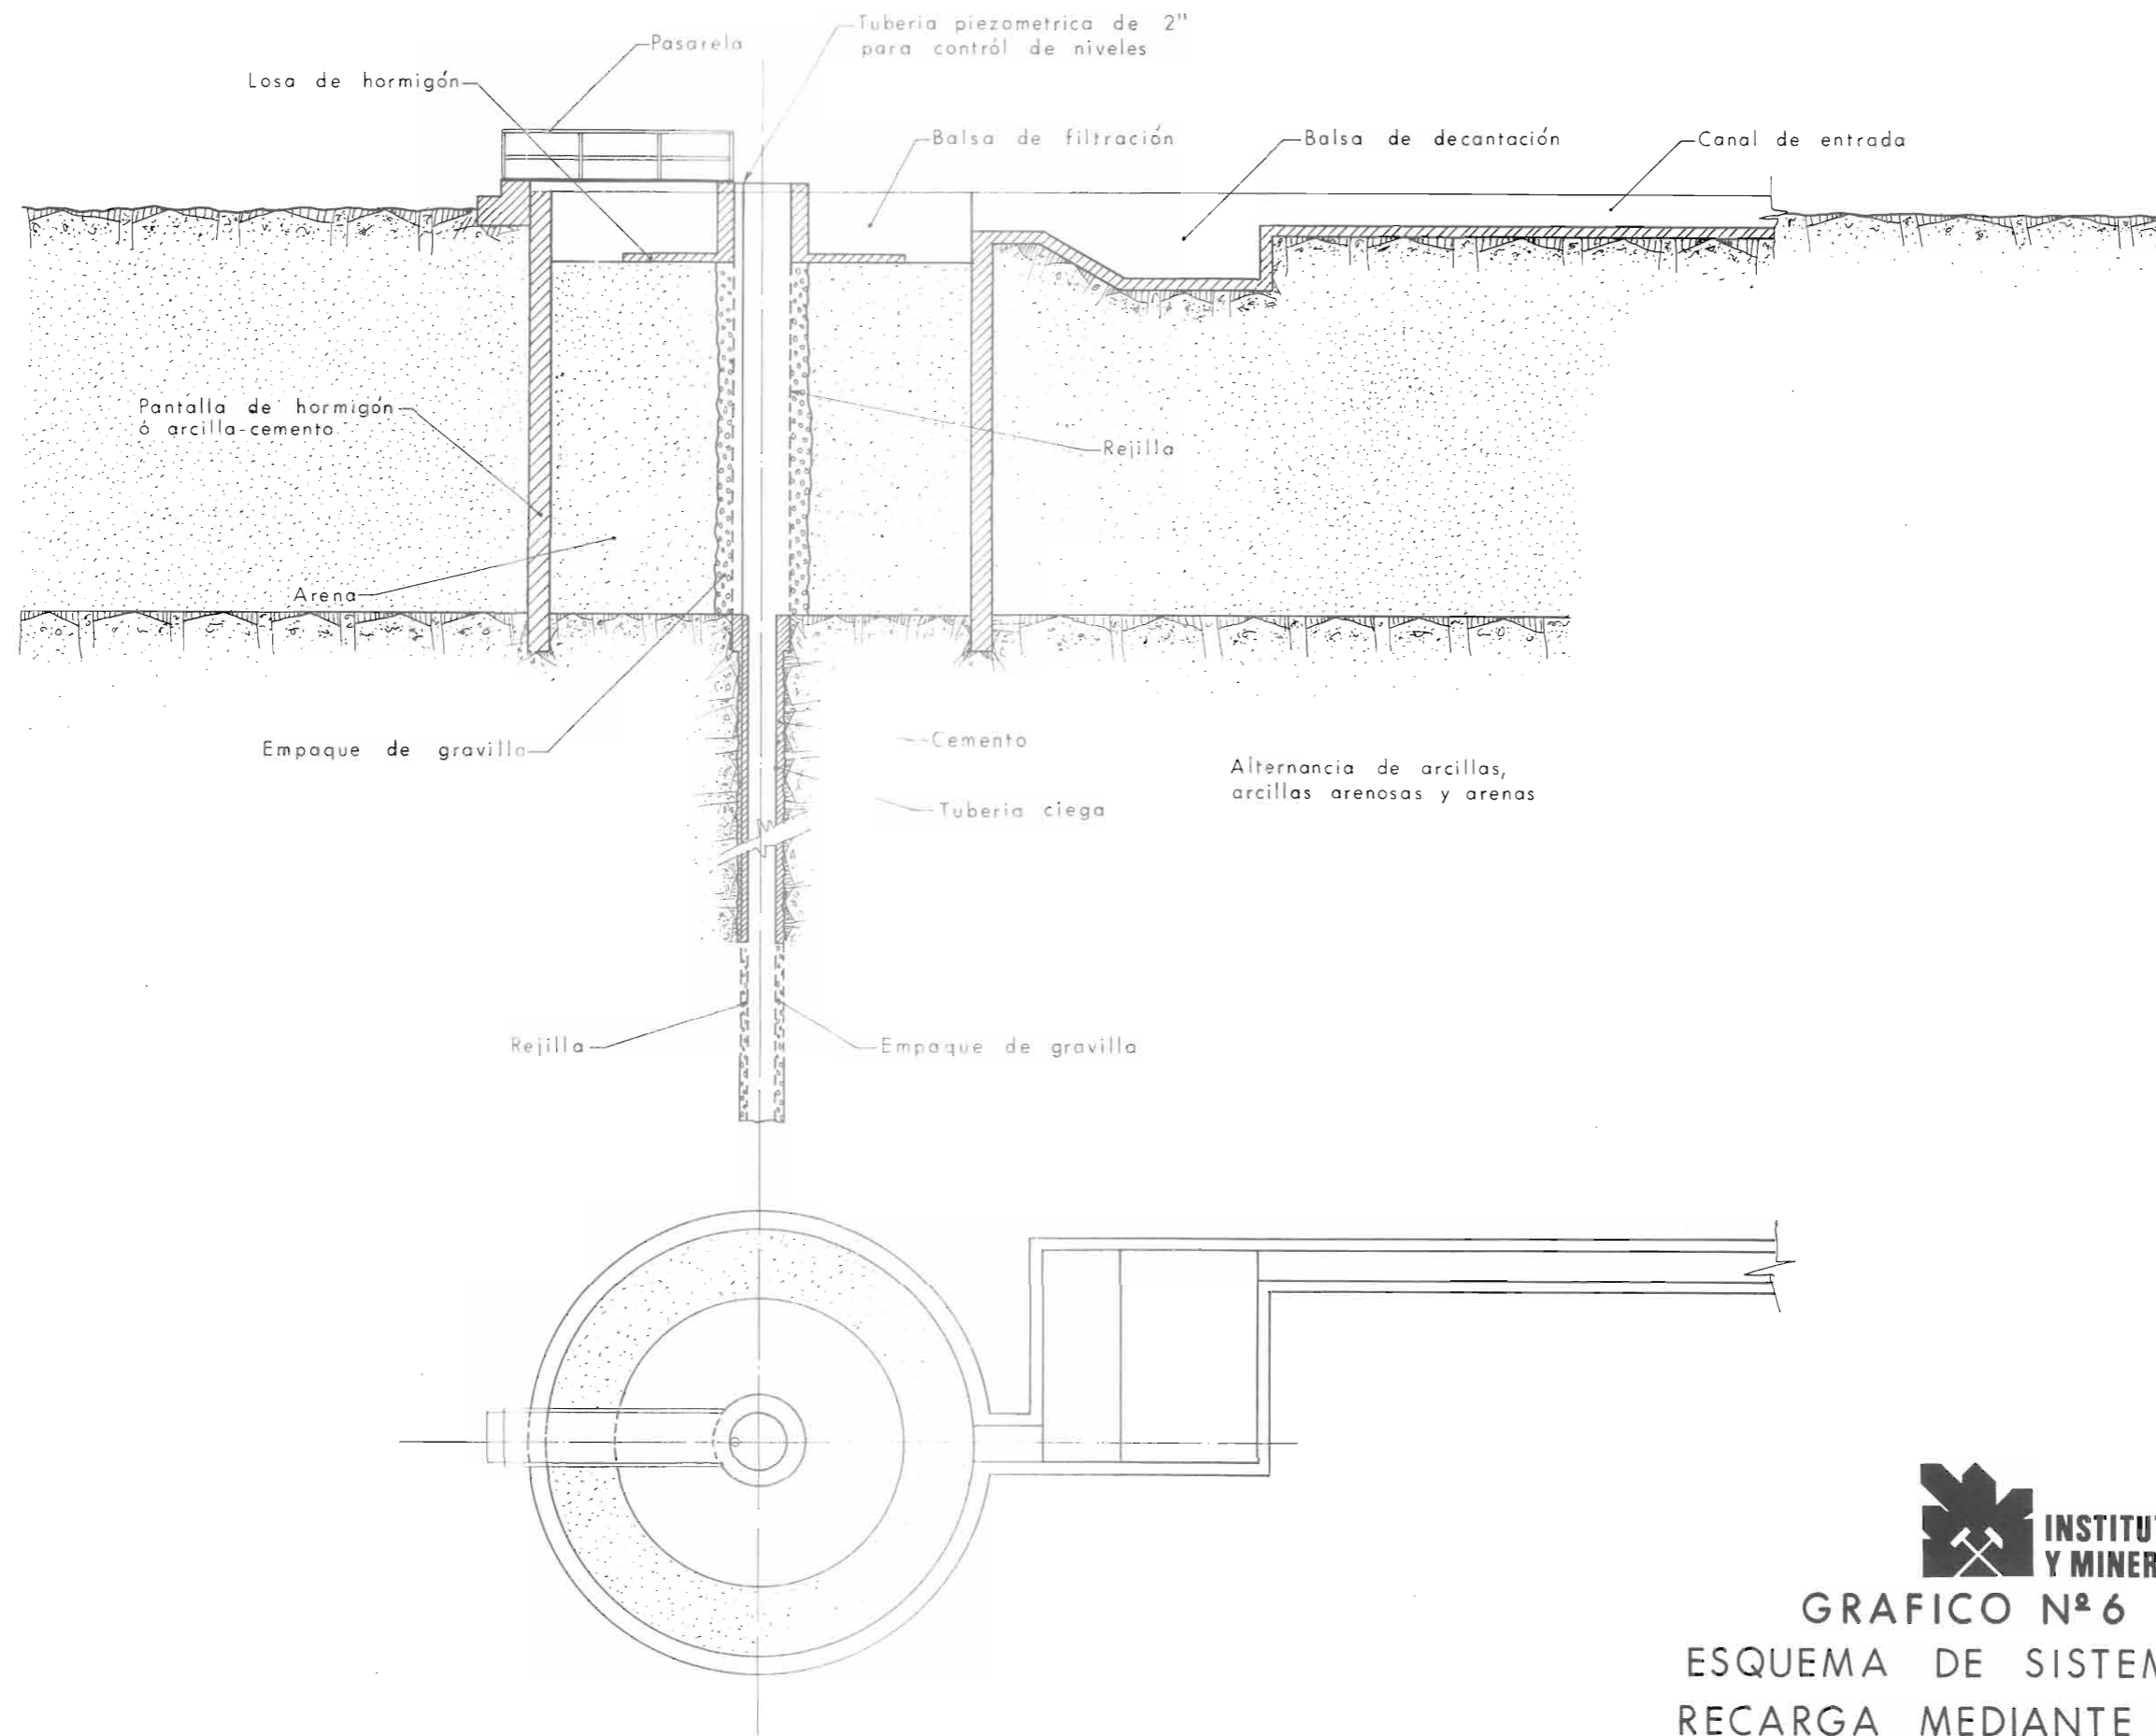 Tuberia piezometrica de 2"
para contról de niveles
Pasarela
Losa de hormigón
Balsa de filtración
Balsa de decantación
Canal de entrada
Pantalla de hormigón
ó arcilla-cemento
Rejilla
Arena
Empaque de gravilla
Cemento
Alternancia de arcillas,
arcillas arenosas y arenas
Tuberia ciega
Rejilla
Empaque de gravilla
INSTITU
Y MINER
GRAFICO Nº 6
ESQUEMA DE SISTEM
RECARGA MEDIANTE